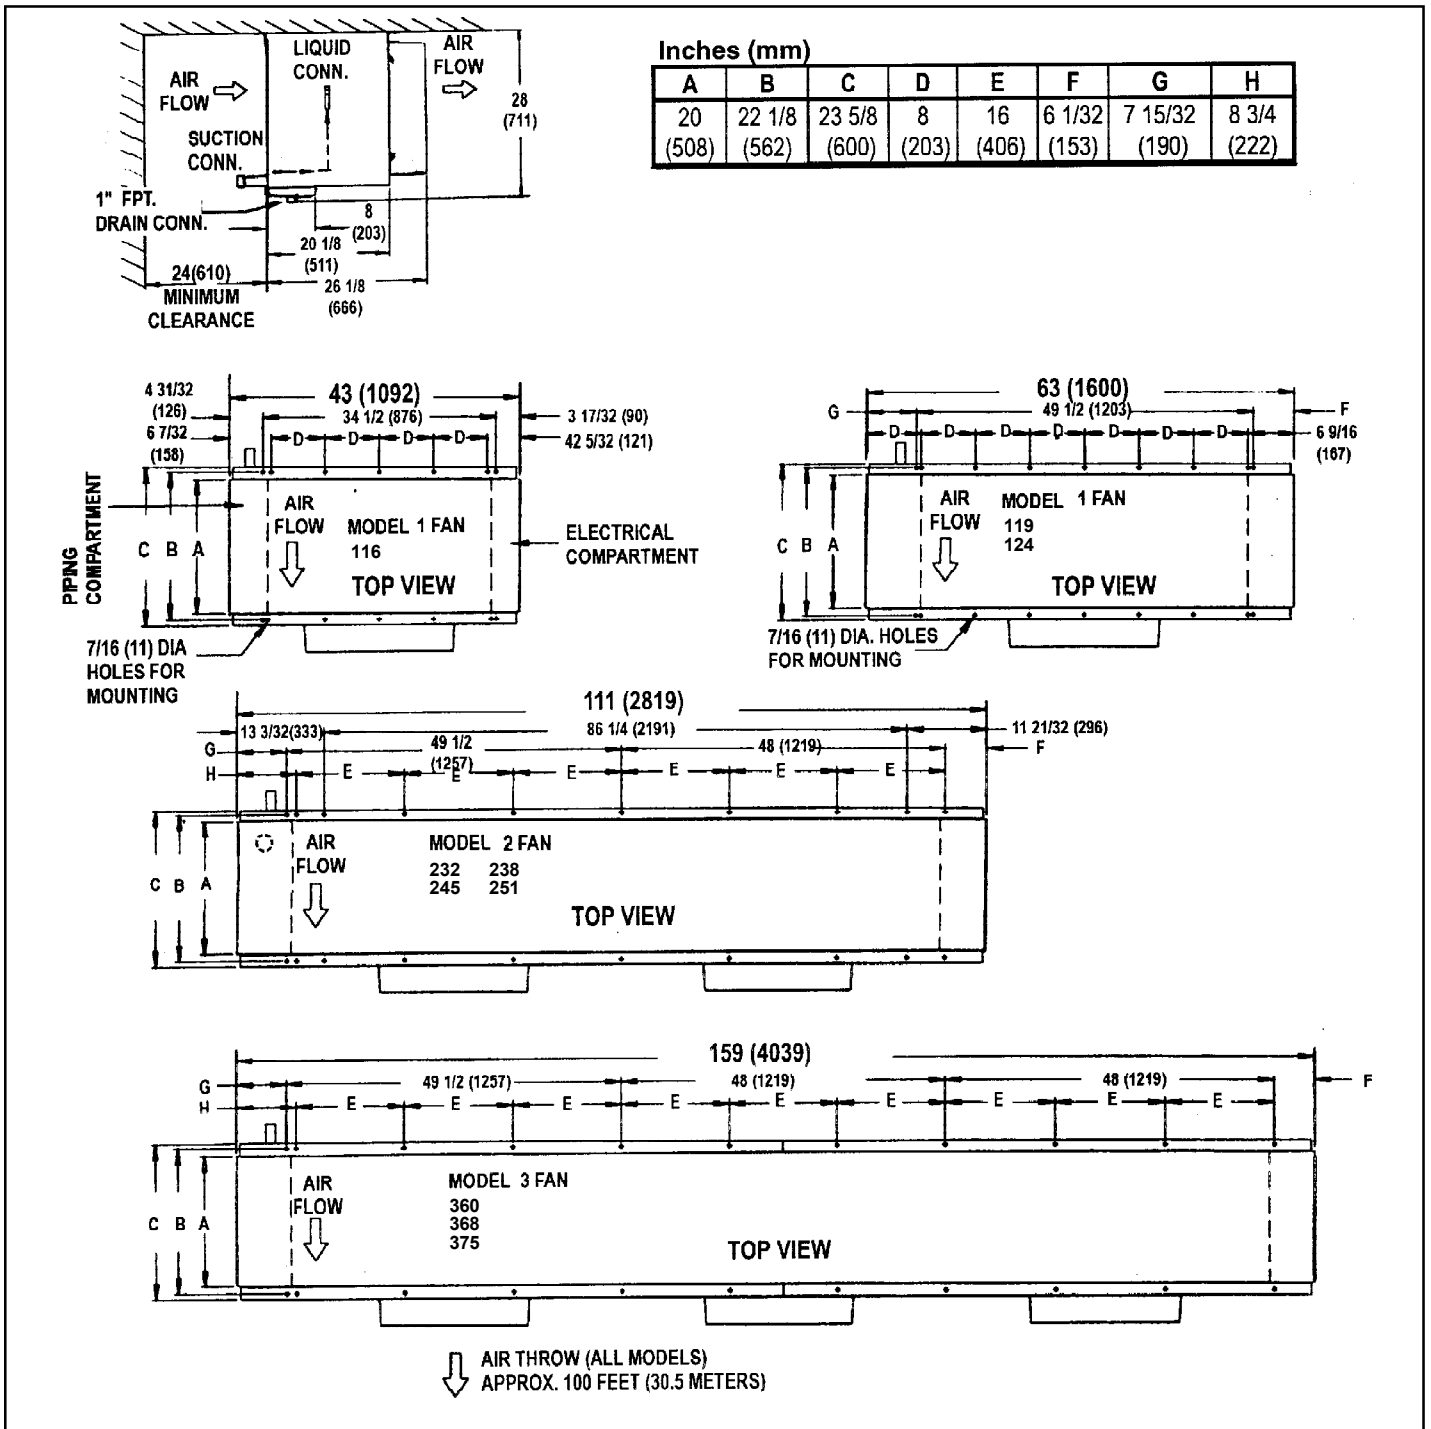 LIQUID
CONN.
AIR
FLOW
AIR
FLOW
28
(711)
SUCTION
CONN.
1" FPT.
DRAIN CONN.
8
(203)
20 1/8
(511)
24(610)
MINIMUM
CLEARANCE
26 1/8
(666)
Inches (mm)
A B C D E F G H
20 22 1/8 23 5/8 8 16 6 1/32 7 15/32 8 3/4
(508) (562) (600) (203) (406) (153) (190) (222)
4 31/32
(126)
6 7/32
(158)
43 (1092)
34 1/2 (876)
3 17/32 (90)
42 5/32 (121)
D D D D
PIPING
COMPARTMENT
C B A
AIR
FLOW
MODEL 1 FAN
116
TOP VIEW
ELECTRICAL
COMPARTMENT
7/16 (11) DIA
HOLES FOR
MOUNTING
63 (1600)
G 49 1/2 (1203) F
D D D D D D D
6 9/16
(167)
C B A
AIR
FLOW
MODEL 1 FAN
119
124
TOP VIEW
7/16 (11) DIA. HOLES
FOR MOUNTING
111 (2819)
13 3/32(333) 86 1/4 (2191) 11 21/32 (296)
G 49 1/2
(1257)
48 (1219) F
H E E E E E E
C B A
AIR
FLOW
MODEL 2 FAN
232 238
245 251
TOP VIEW
159 (4039)
G 49 1/2 (1257) 48 (1219) 48 (1219) F
H E E E E E E E E E
C B A
AIR
FLOW
MODEL 3 FAN
360
368
375
TOP VIEW
AIR THROW (ALL MODELS)
APPROX. 100 FEET (30.5 METERS)